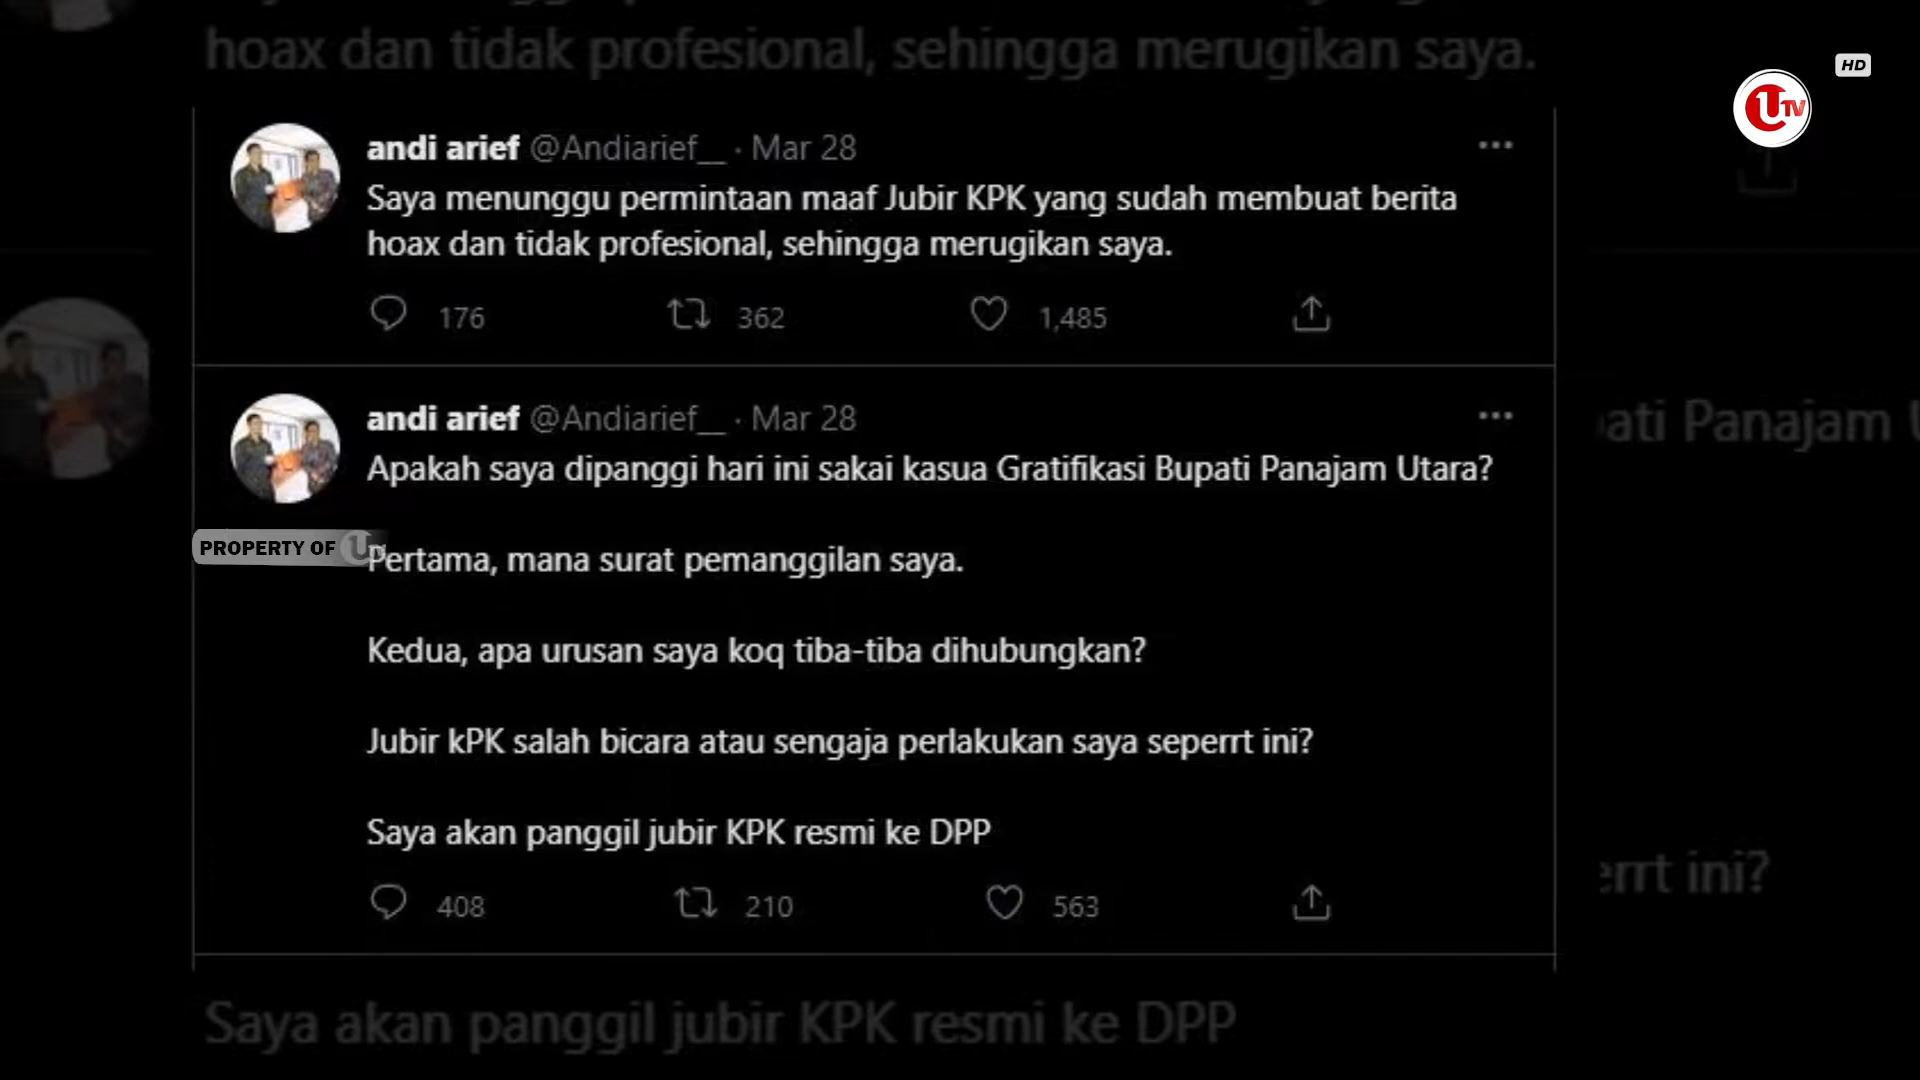 hoax dan tidak profesional, sehingga merugikan saya.
HD
UTV
andi arief @Andiarief__ · Mar 28
Saya menunggu permintaan maaf Jubir KPK yang sudah membuat berita
hoax dan tidak profesional, sehingga merugikan saya.
176 362 1,485
andi arief @Andiarief__ · Mar 28
Apakah saya dipanggi hari ini sakai kasua Gratifikasi Bupati Panajam Utara?
ati Panajam U
PROPERTY OF U
Pertama, mana surat pemanggilan saya.
Kedua, apa urusan saya koq tiba-tiba dihubungkan?
Jubir kPK salah bicara atau sengaja perlakukan saya seperrt ini?
Saya akan panggil jubir KPK resmi ke DPP
errt ini?
408 210 563
Saya akan panggil jubir KPK resmi ke DPP